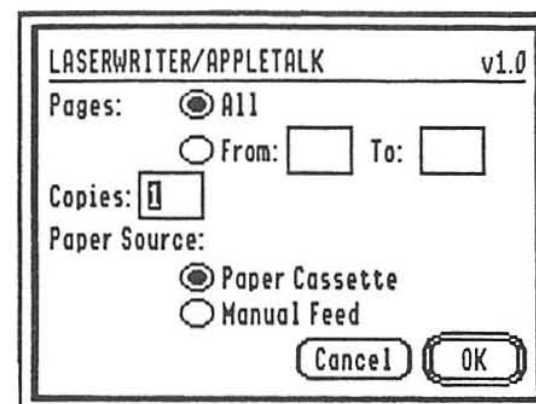 LASERWRITER/APPLETALK v1.0
Pages: All
From: To:
Copies: 1
Paper Source:
Paper Cassette
Manual Feed
Cancel OK